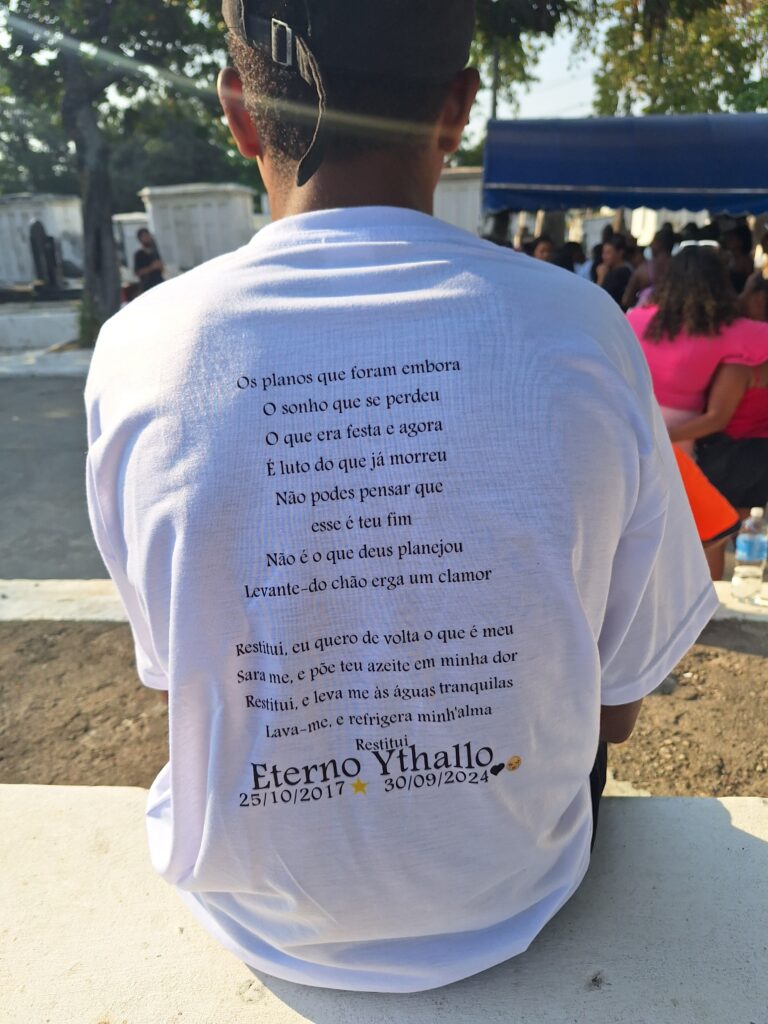 Os planos que foram embora
O sonho que se perdeu
O que era festa e agora
É luto do que já morreu
Não podes pensar que
esse é teu fim
Não é o que deus planejou
Levante-do chão erga um clamor
Restitui, eu quero de volta o que é meu
Sara me, e põe teu azeite em minha dor
Restitui, e leva me às águas tranquilas
Lava-me, e refrigera minh'alma
Restitui
Eterno Ythallo
25/10/2017 30/09/2024